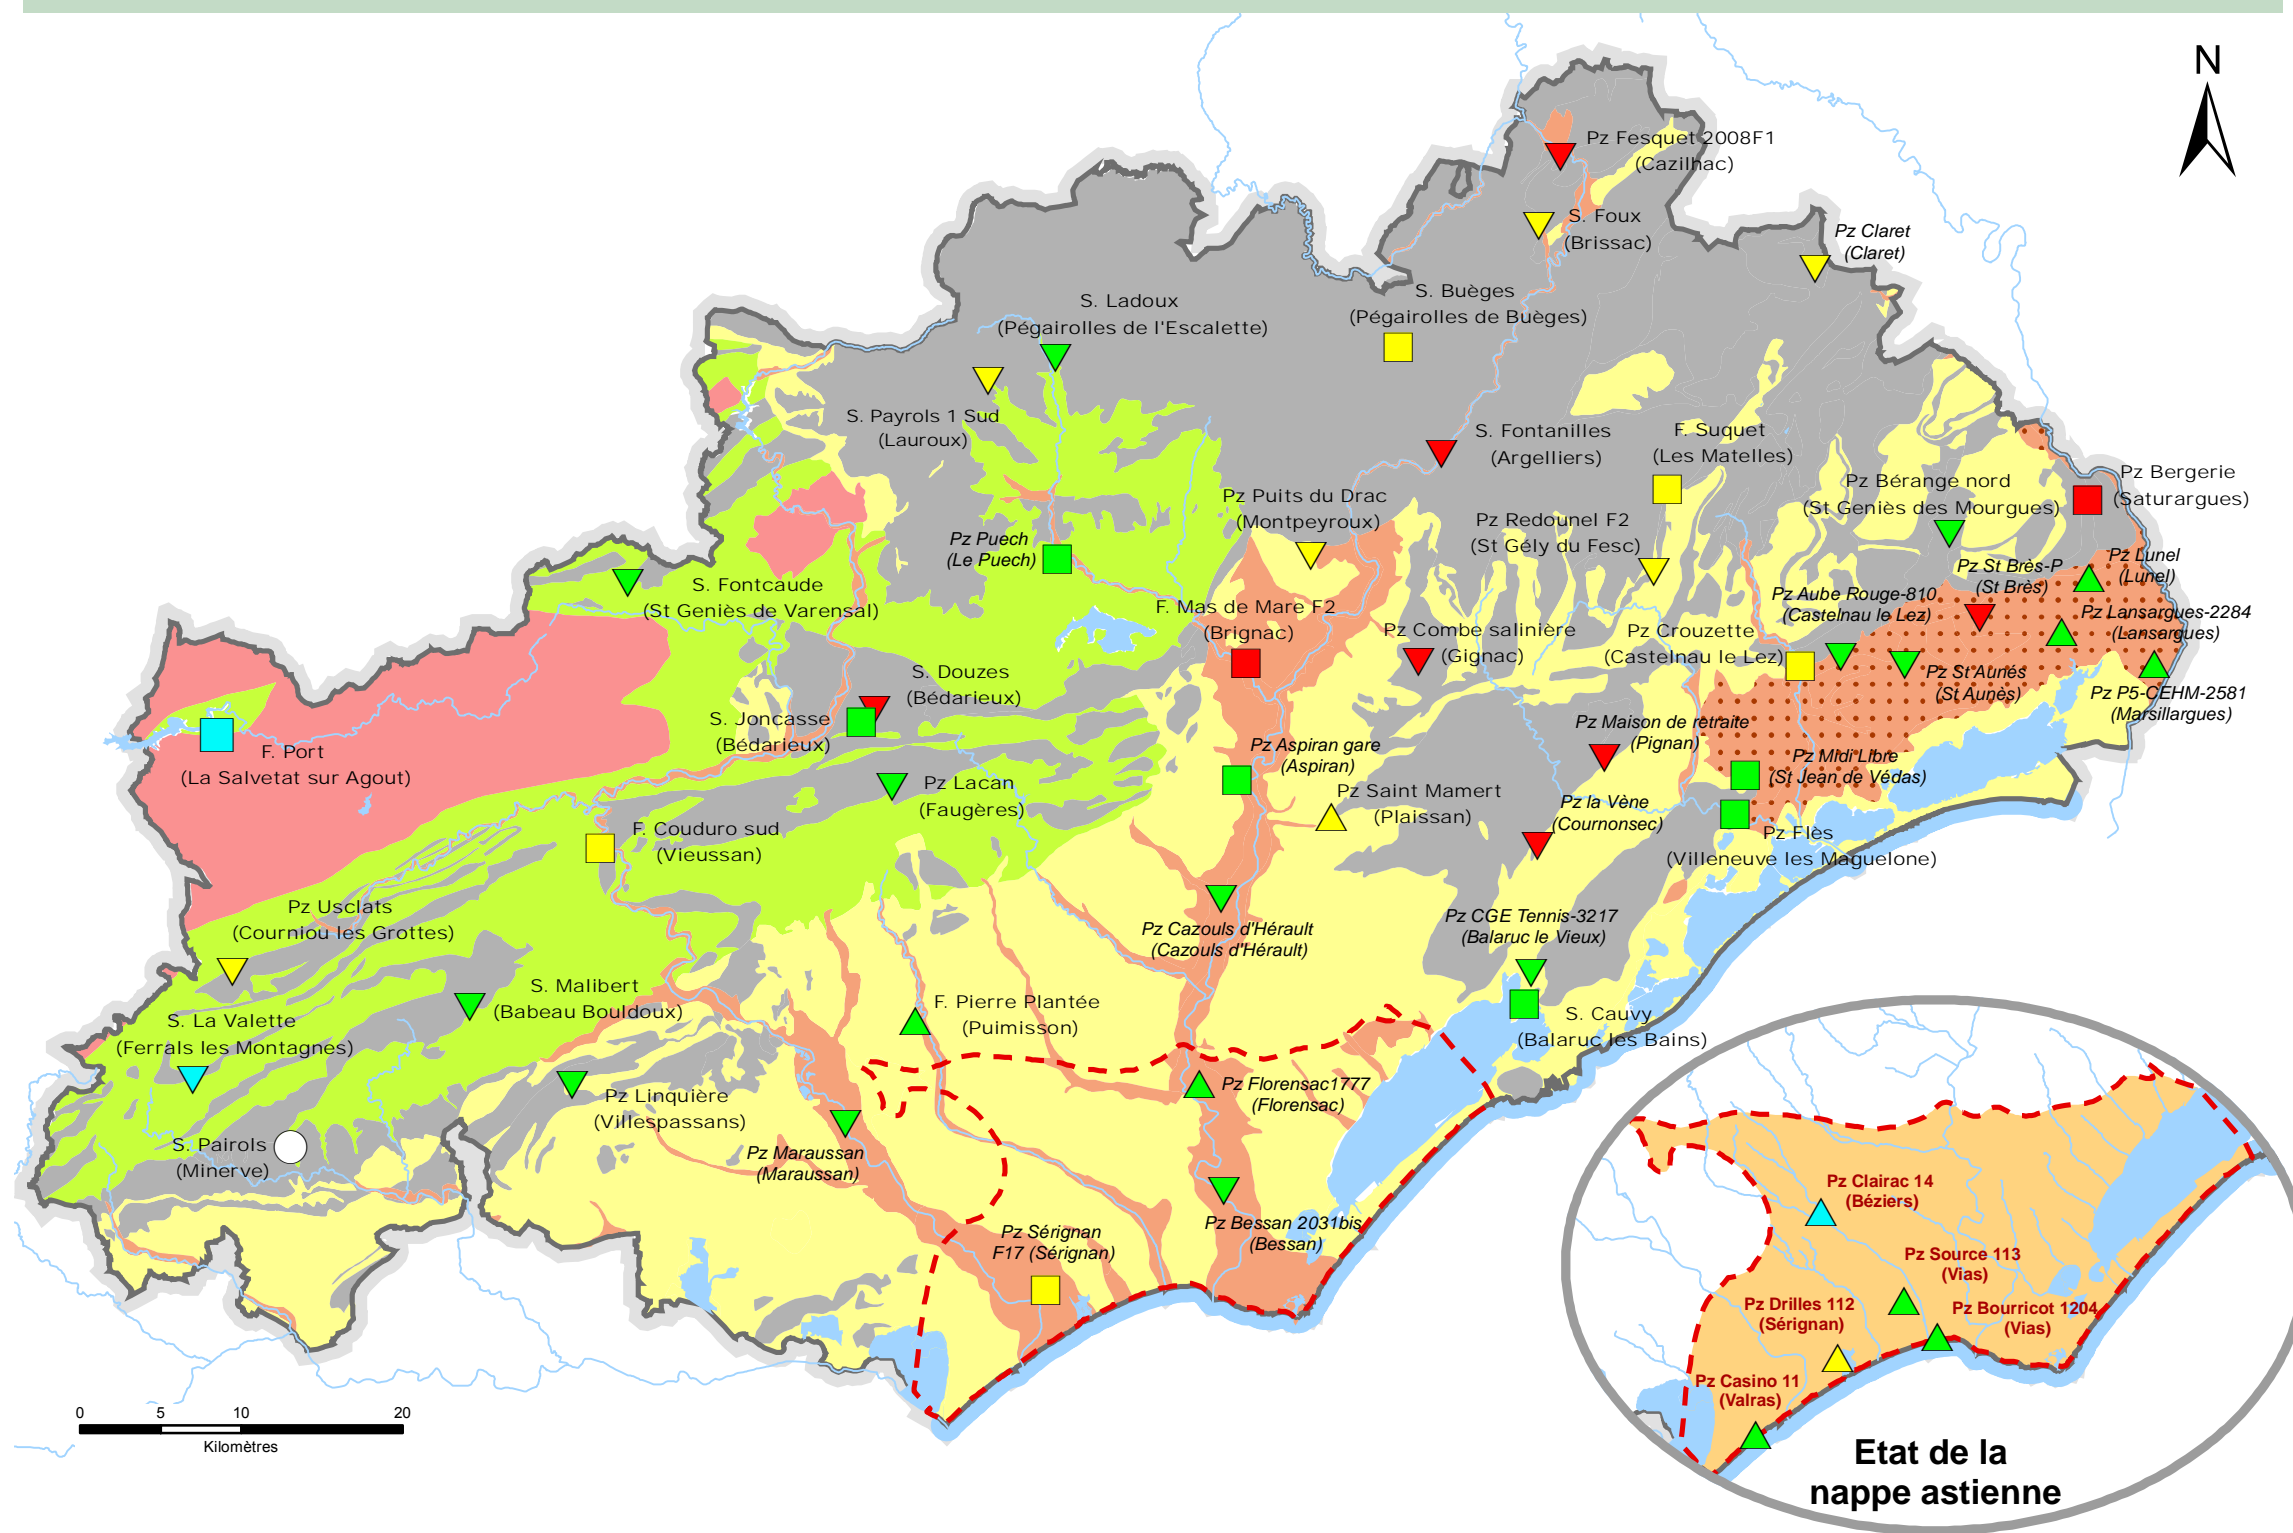 N
Pz Fesquet 2008F1
(Cazilhac)
S. Foux
(Brissac)
Pz Claret
(Claret)
S. Ladoux
(Pégairolles de l'Escalette)
S. Buèges
(Pégairolles de Buèges)
S. Payrols 1 Sud
(Lauroux)
S. Fontanilles
(Argelliers)
F. Suquet
(Les Matelles)
Pz Bergerie
(Saturargues)
Pz Bérange nord
(St Geniès des Mourgues)
Pz Puits du Drac
(Montpeyroux)
Pz Redounel F2
(St Gély du Fesc)
Pz Puech
(Le Puech)
Pz Lunel
(Lunel)
Pz St Brès-P
(St Brès)
S. Fontcaude
(St Geniès de Varensal)
Pz Aube Rouge-810
(Castelnau le Lez)
F. Mas de Mare F2
(Brignac)
Pz Lansargues-2284
(Lansargues)
Pz Combe salinière
(Gignac)
Pz Crouzette
(Castelnau le Lez)
S. Douzes
(Bédarieux)
Pz St Aunés
(St Aunès)
Pz P5-CEHM-2581
(Marsillargues)
S. Joncasse
(Bédarieux)
Pz Maison de retraite
(Pignan)
F. Port
(La Salvetat sur Agout)
Pz Aspiran gare
(Aspiran)
Pz Midi Libre
(St Jean de Védas)
Pz Lacan
(Faugères)
Pz Saint Mamert
(Plaissan)
Pz la Vène
(Cournonsec)
F. Couduro sud
(Vieussan)
Pz Flès
(Villeneuve les Maguelone)
Pz Usclats
(Courniou les Grottes)
Pz Cazouls d'Hérault
(Cazouls d'Hérault)
Pz CGE Tennis-3217
(Balaruc le Vieux)
S. Malibert
(Babeau Bouldoux)
F. Pierre Plantée
(Puimisson)
S. Cauvy
(Balaruc les Bains)
S. La Valette
(Ferrals les Montagnes)
Pz Florensac1777
(Florensac)
Pz Linquière
(Villespassans)
S. Pairols
(Minerve)
Pz Maraussan
(Maraussan)
Pz Bessan 2031bis
(Bessan)
Pz Sérignan
F17 (Sérignan)
Pz Clairac 14
(Béziers)
Pz Source 113
(Vias)
Pz Drilles 112
(Sérignan)
Pz Bourricot 1204
(Vias)
Pz Casino 11
(Valras)
Etat de la
nappe astienne
0 5 10 20
Kilomètres